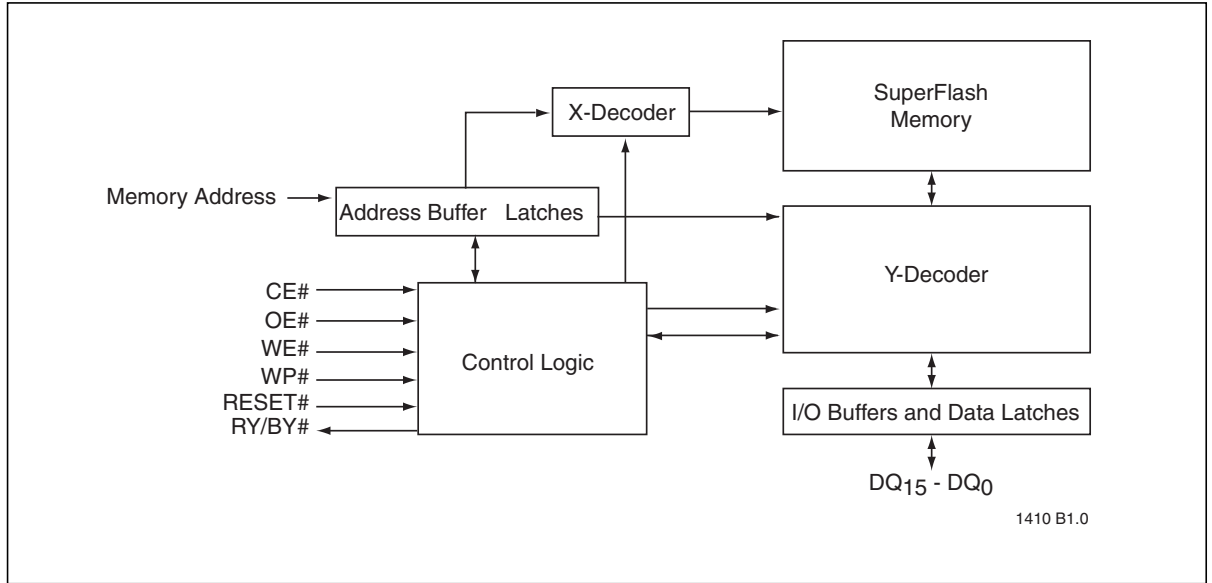 SuperFlash
Memory
X-Decoder
Memory Address
Address Buffer Latches
Y-Decoder
CE#
OE#
WE#
WP#
RESET#
RY/BY#
Control Logic
I/O Buffers and Data Latches
DQ15 - DQ0
1410 B1.0